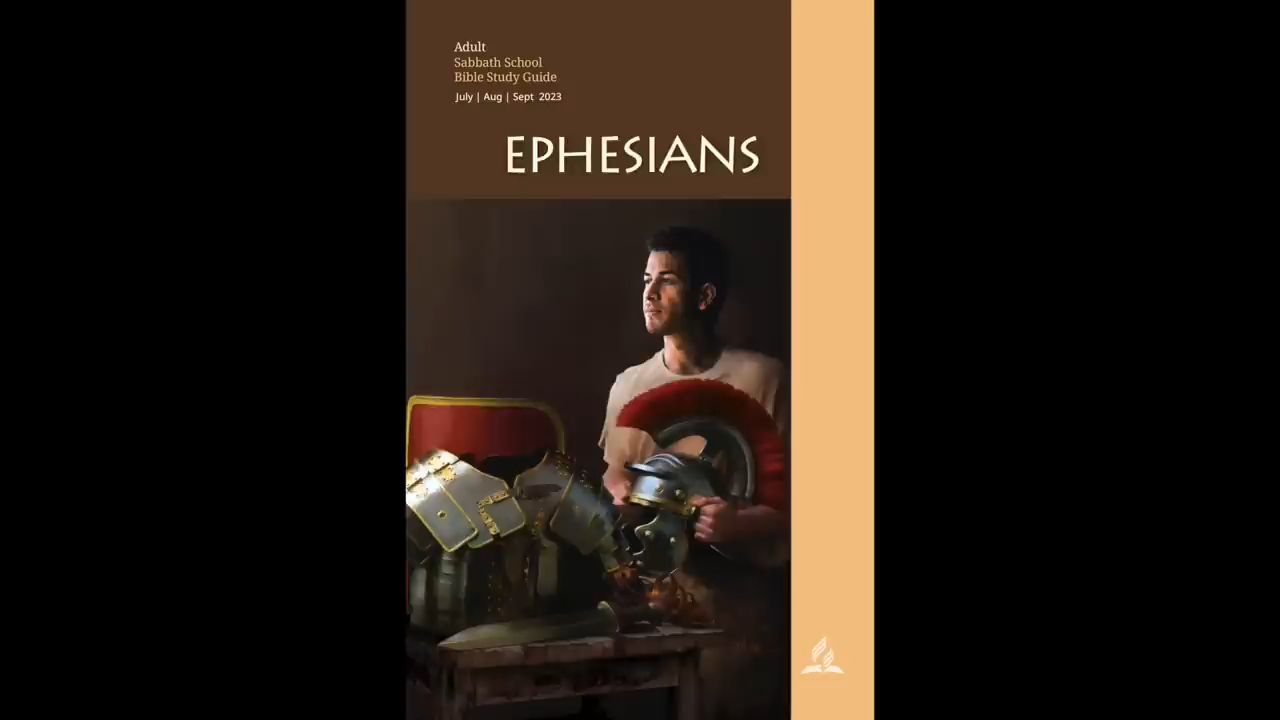 Adult
Sabbath School
Bible Study Guide
July | Aug | Sept 2023
EPHESIANS